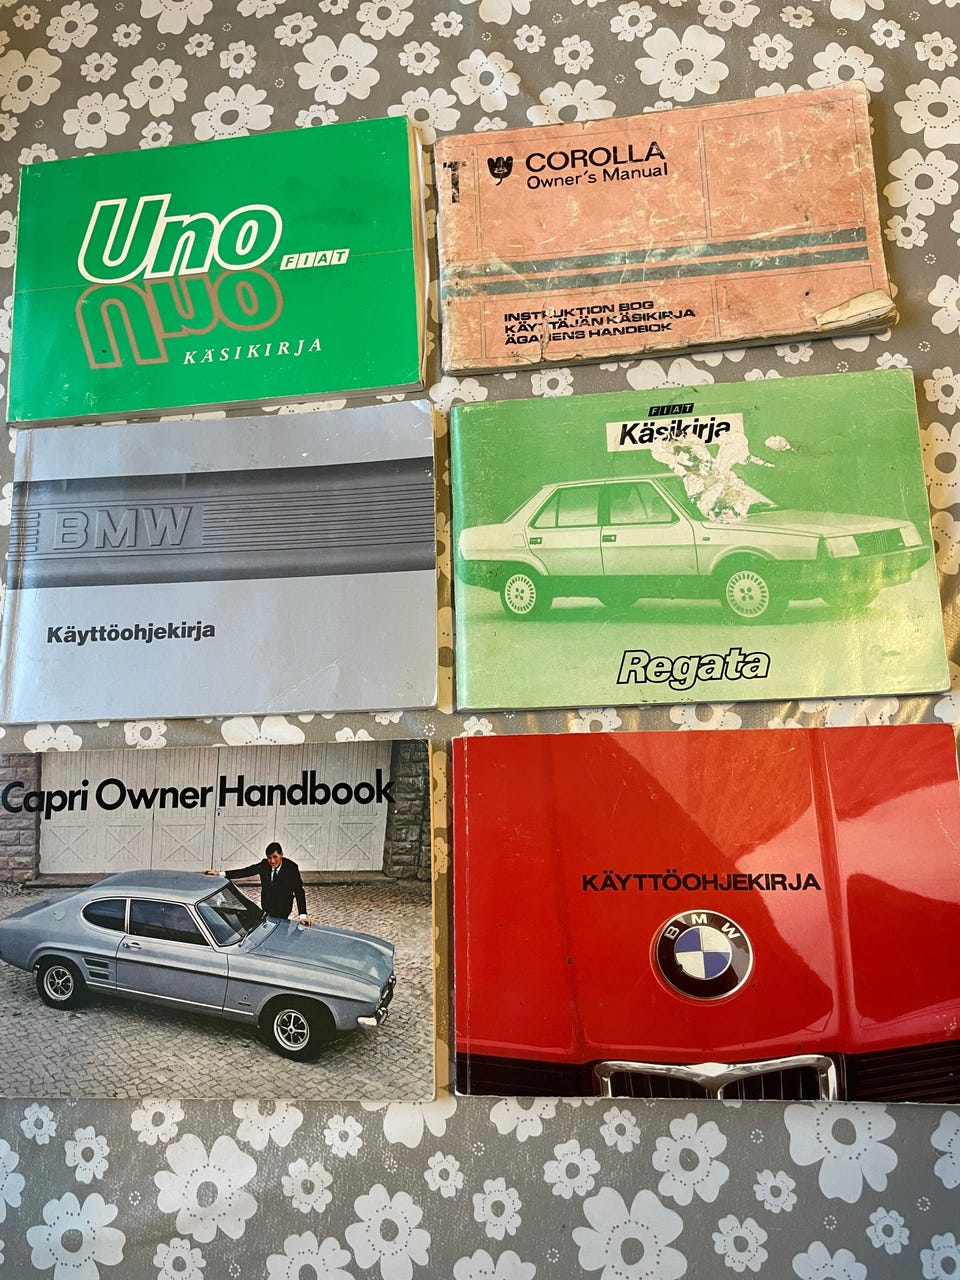 Uno
FIAT
Uno
KÄSIKIRJA
T
COROLLA
Owner's Manual
INSTRUKTION BOG
KÄYTTÄJÄN KÄSIKIRJA
ÄGARENS HANDBOK
BMW
Käyttöohjekirja
FIAT
Käsikirja
Regata
Capri Owner Handbook
KÄYTTÖOHJEKIRJA
BMW